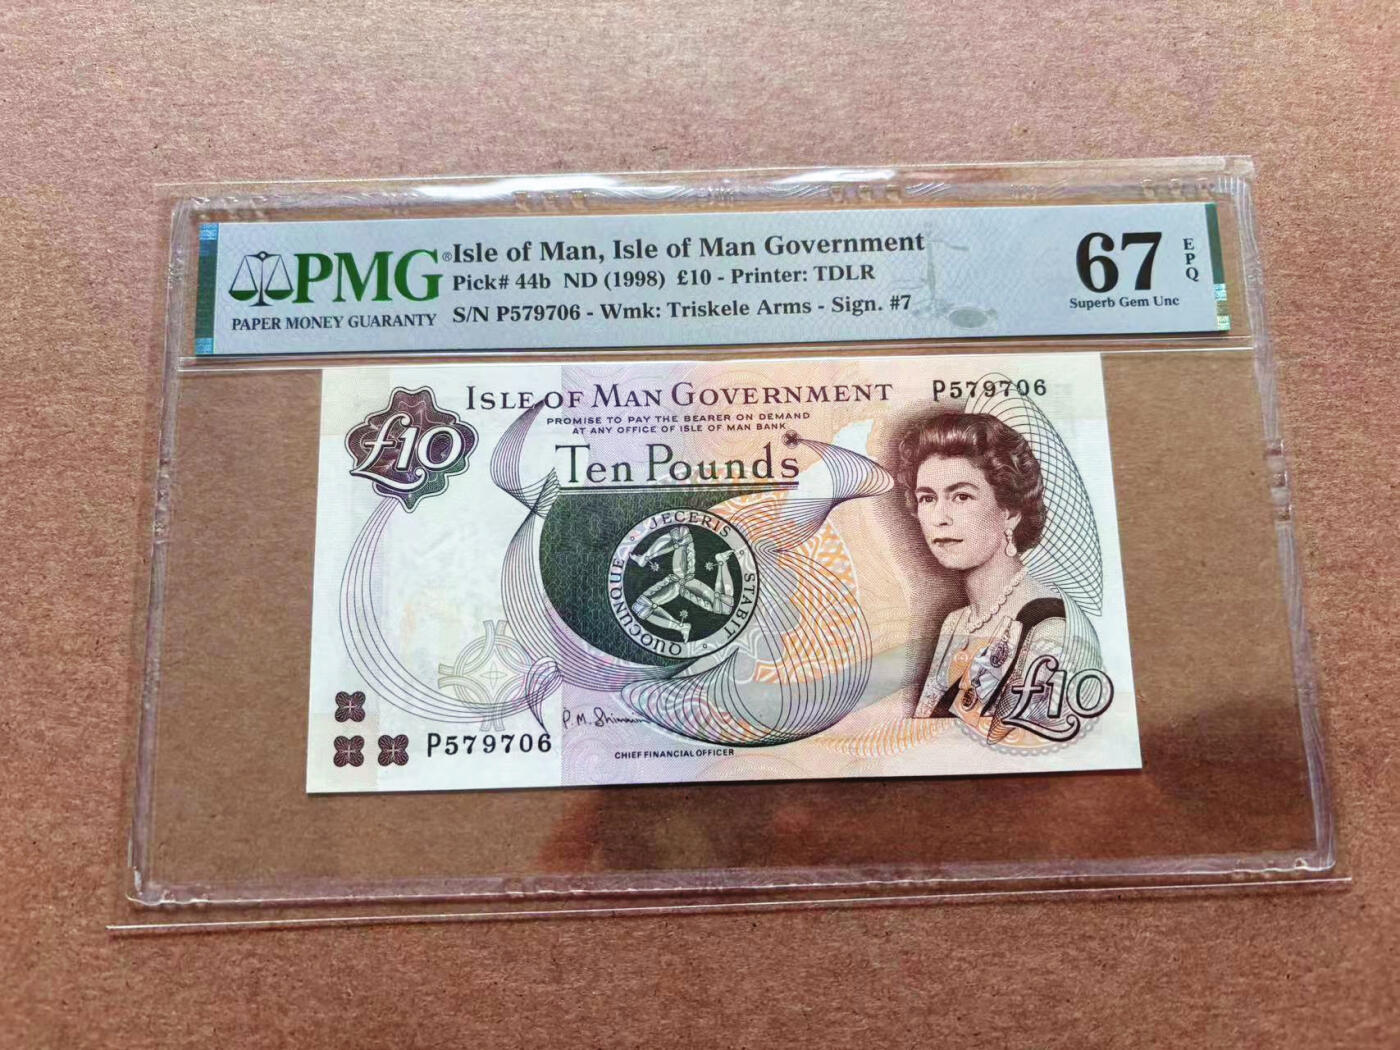 PMG®
PAPER MONEY GUARANTY
Isle of Man, Isle of Man Government
Pick# 44b ND (1998) £10 - Printer: TDLR
S/N P579706 - Wmk: Triskele Arms - Sign. #7
67
EPQ
Superb Gem Unc
£10
ISLE OF MAN GOVERNMENT
P579706
PROMISE TO PAY THE BEARER ON DEMAND
AT ANY OFFICE OF ISLE OF MAN BANK
TEN POUNDS
QUOCUNQUE JECERIS STABIT
£10
P579706
P. M. Shimmin
CHIEF FINANCIAL OFFICER